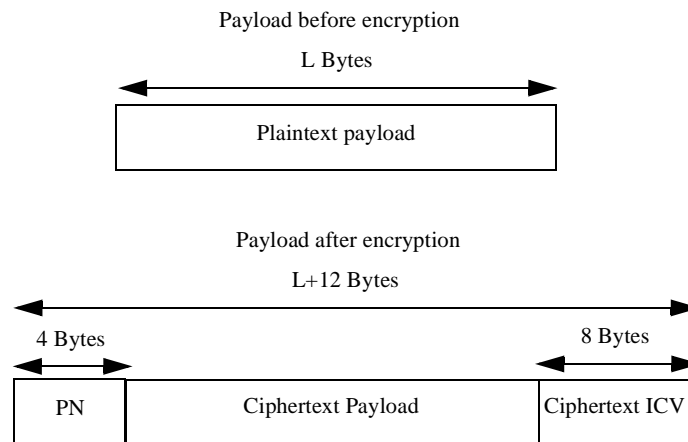 Payload before encryption
L Bytes
Plaintext payload
Payload after encryption
L+12 Bytes
4 Bytes
8 Bytes
PN
Ciphertext Payload
Ciphertext ICV